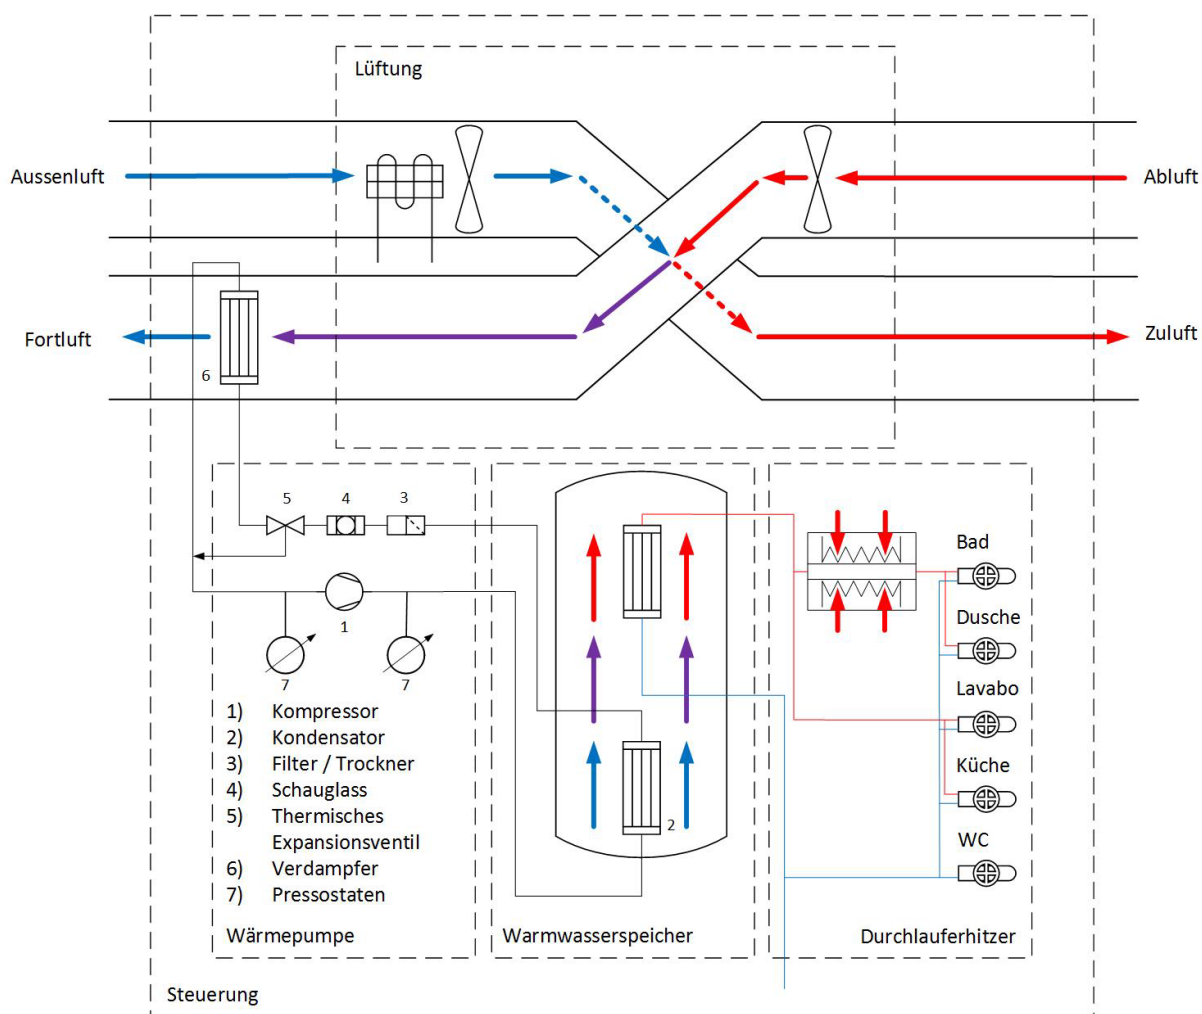 Lüftung
Aussenluft
Abluft
Fortluft
Zuluft
6
5
4
3
1
7
7
1) Kompressor
2) Kondensator
3) Filter / Trockner
4) Schauglass
5) Thermisches
Expansionsventil
6) Verdampfer
7) Pressostaten
Wärmepumpe
2
Warmwasserspeicher
Bad
Dusche
Lavabo
Küche
WC
Durchlauferhitzer
Steuerung